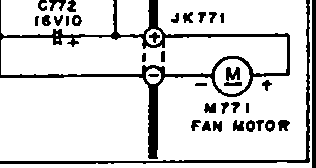 C772
16V10
+
JK771
+
−
M
− +
M771
FAN MOTOR